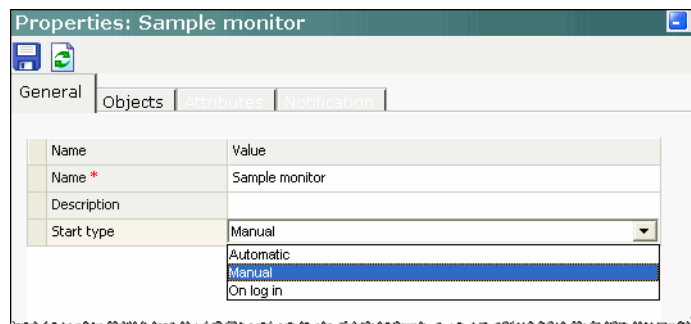 Properties: Sample monitor
General Objects Attributes Notification
Name Value
Name * Sample monitor
Description
Start type Manual
Automatic
Manual
On log in